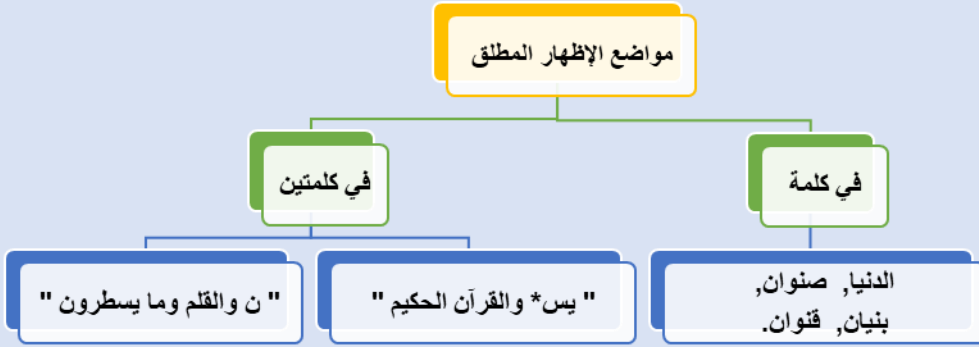 مواضع الإظهار المطلق
في كلمة
في كلمتين
الدنيا, صنوان,
بنيان, قنوان.
" يس* والقرآن الحكيم "
" ن والقلم وما يسطرون "